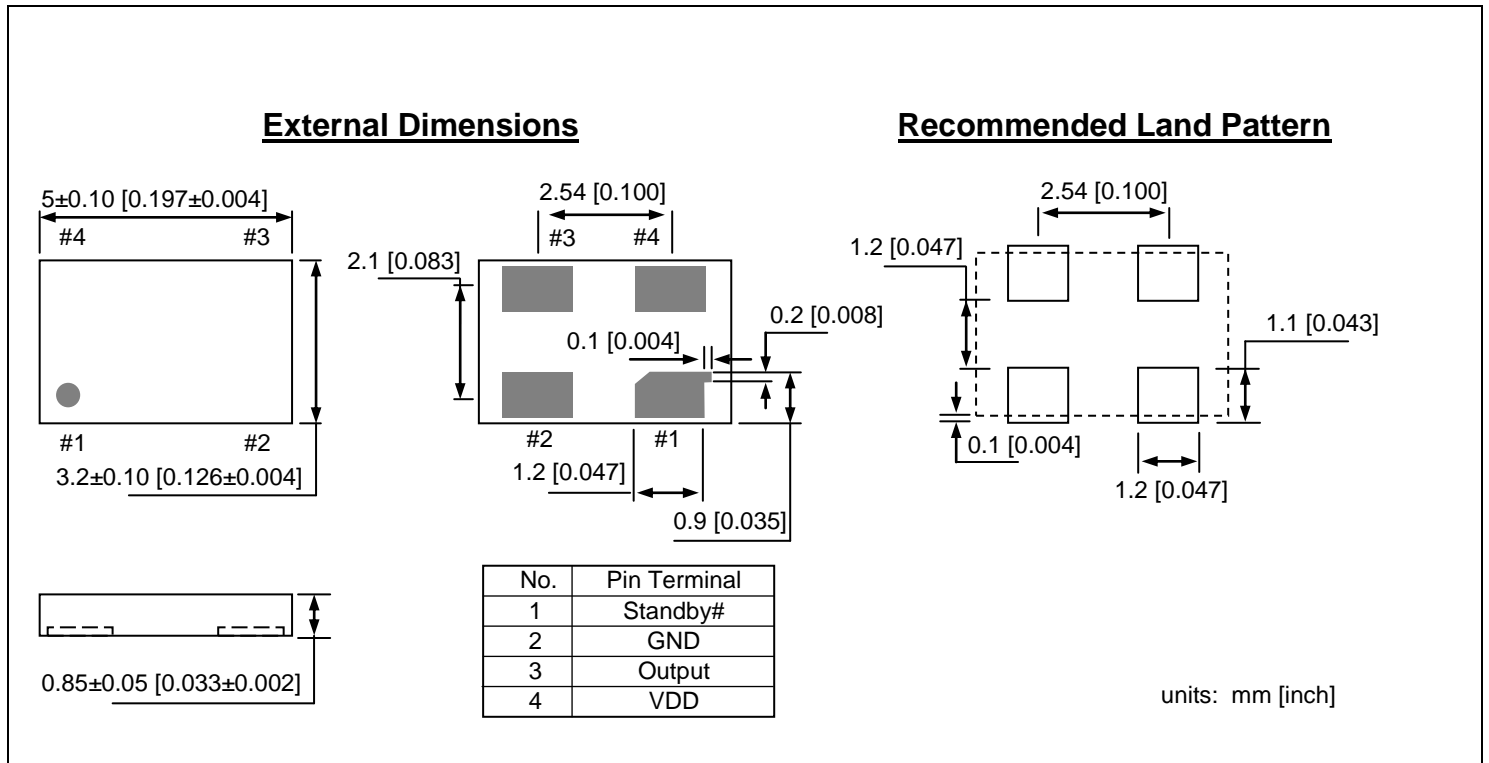 External Dimensions
5±0.10 [0.197±0.004]
#4 #3
#1 #2
3.2±0.10 [0.126±0.004]
0.85±0.05 [0.033±0.002]
2.54 [0.100]
#3 #4
2.1 [0.083]
0.2 [0.008]
0.1 [0.004]
#2 #1
1.2 [0.047]
0.9 [0.035]
No. Pin Terminal
1 Standby#
2 GND
3 Output
4 VDD
Recommended Land Pattern
2.54 [0.100]
1.2 [0.047]
1.1 [0.043]
0.1 [0.004]
1.2 [0.047]
units: mm [inch]